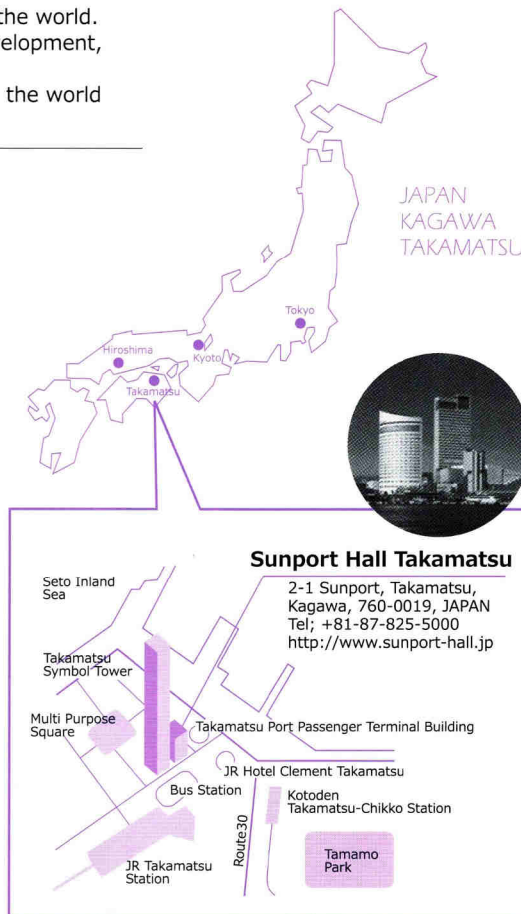 the world.
elopment,
the world
JAPAN
KAGAWA
TAKAMATSU
Tokyo
Hiroshima
Kyoto
Takamatsu
Sunport Hall Takamatsu
2-1 Sunport, Takamatsu,
Kagawa, 760-0019, JAPAN
Tel; +81-87-825-5000
http://www.sunport-hall.jp
Seto Inland
Sea
Takamatsu
Symbol Tower
Multi Purpose
Square
Takamatsu Port Passenger Terminal Building
JR Hotel Clement Takamatsu
Bus Station
Kotoden
Takamatsu-Chikko Station
Route30
JR Takamatsu
Station
Tamamo
Park